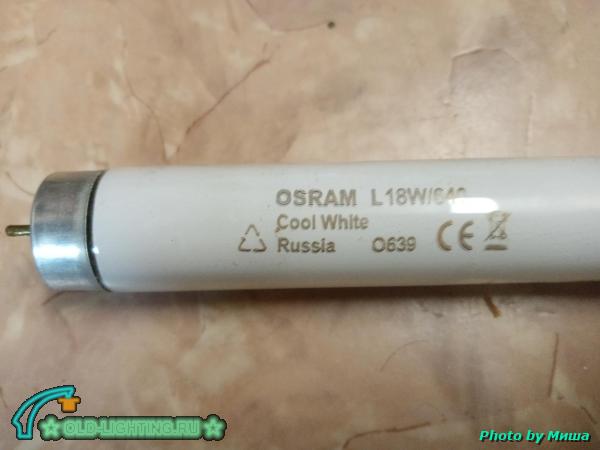 OSRAM L18W/640
Cool White
Russia O639 CE
OLD-LIGHTING.RU
Photo by Миша